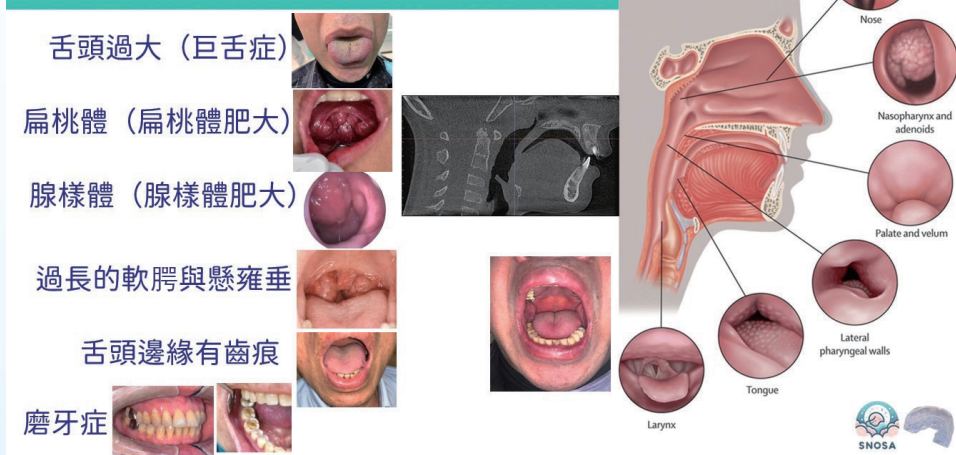 舌頭過大（巨舌症）
扁桃體（扁桃體肥大）
腺樣體（腺樣體肥大）
過長的軟腭與懸雍垂
舌頭邊緣有齒痕
磨牙症
Nose
Nasopharynx and
adenoids
Palate and velum
Lateral
pharyngeal walls
Tongue
Larynx
SNOSA